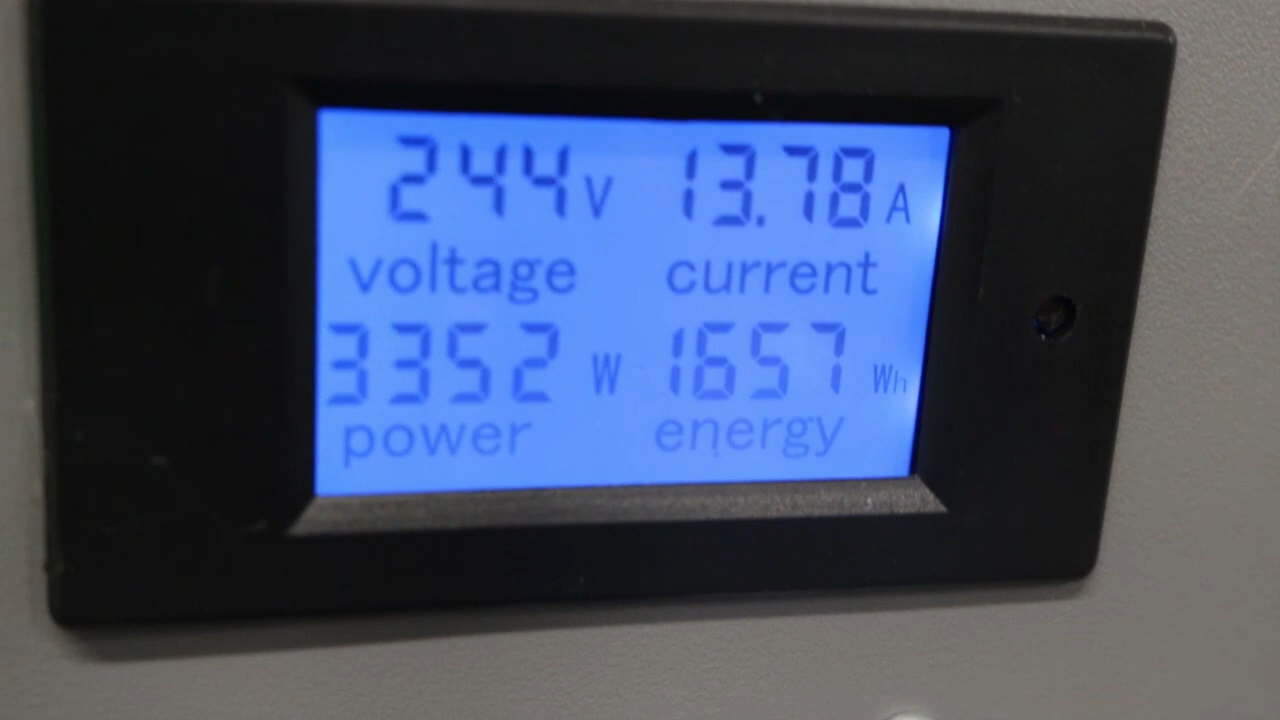 244V 13.78A
voltage current
3352 W 1657 Wh
power energy